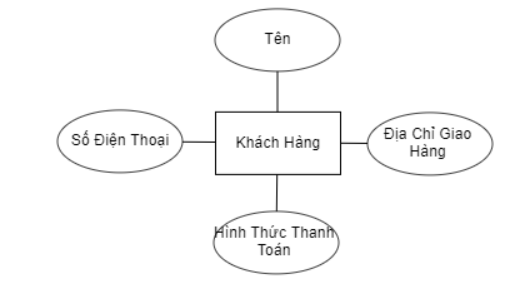 Tên
Số Điện Thoại
Khách Hàng
Địa Chỉ Giao
Hàng
Hình Thức Thanh
Toán